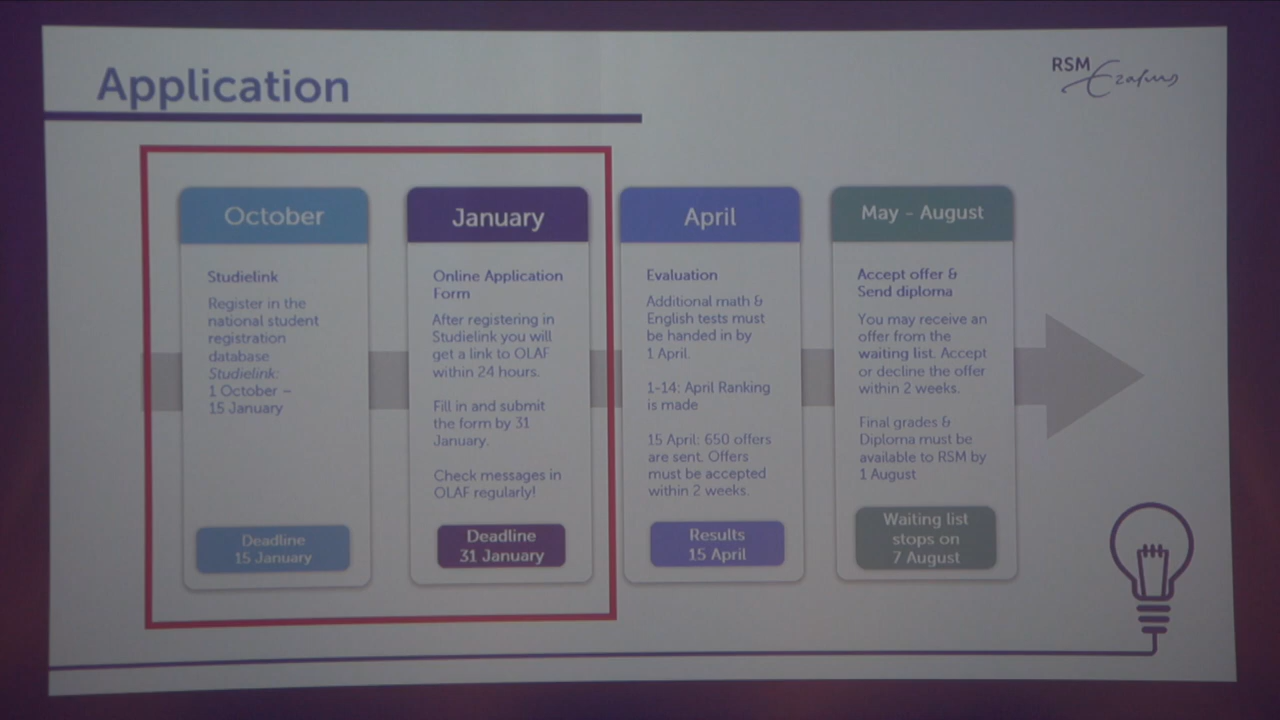 Application
RSM
Erasmus
October
Studielink
Register in the
national student
registration
database
Studielink:
1 October –
15 January
Deadline
15 January
January
Online Application
Form
After registering in
Studielink you will
get a link to OLAF
within 24 hours.
Fill in and submit
the form by 31
January.
Check messages in
OLAF regularly!
Deadline
31 January
April
Evaluation
Additional math &
English tests must
be handed in by
1 April.
1-14: April Ranking
is made
15 April: 650 offers
are sent. Offers
must be accepted
within 2 weeks.
Results
15 April
May - August
Accept offer &
Send diploma
You may receive an
offer from the
waiting list. Accept
or decline the offer
within 2 weeks.
Final grades &
Diploma must be
available to RSM by
1 August
Waiting list
stops on
7 August